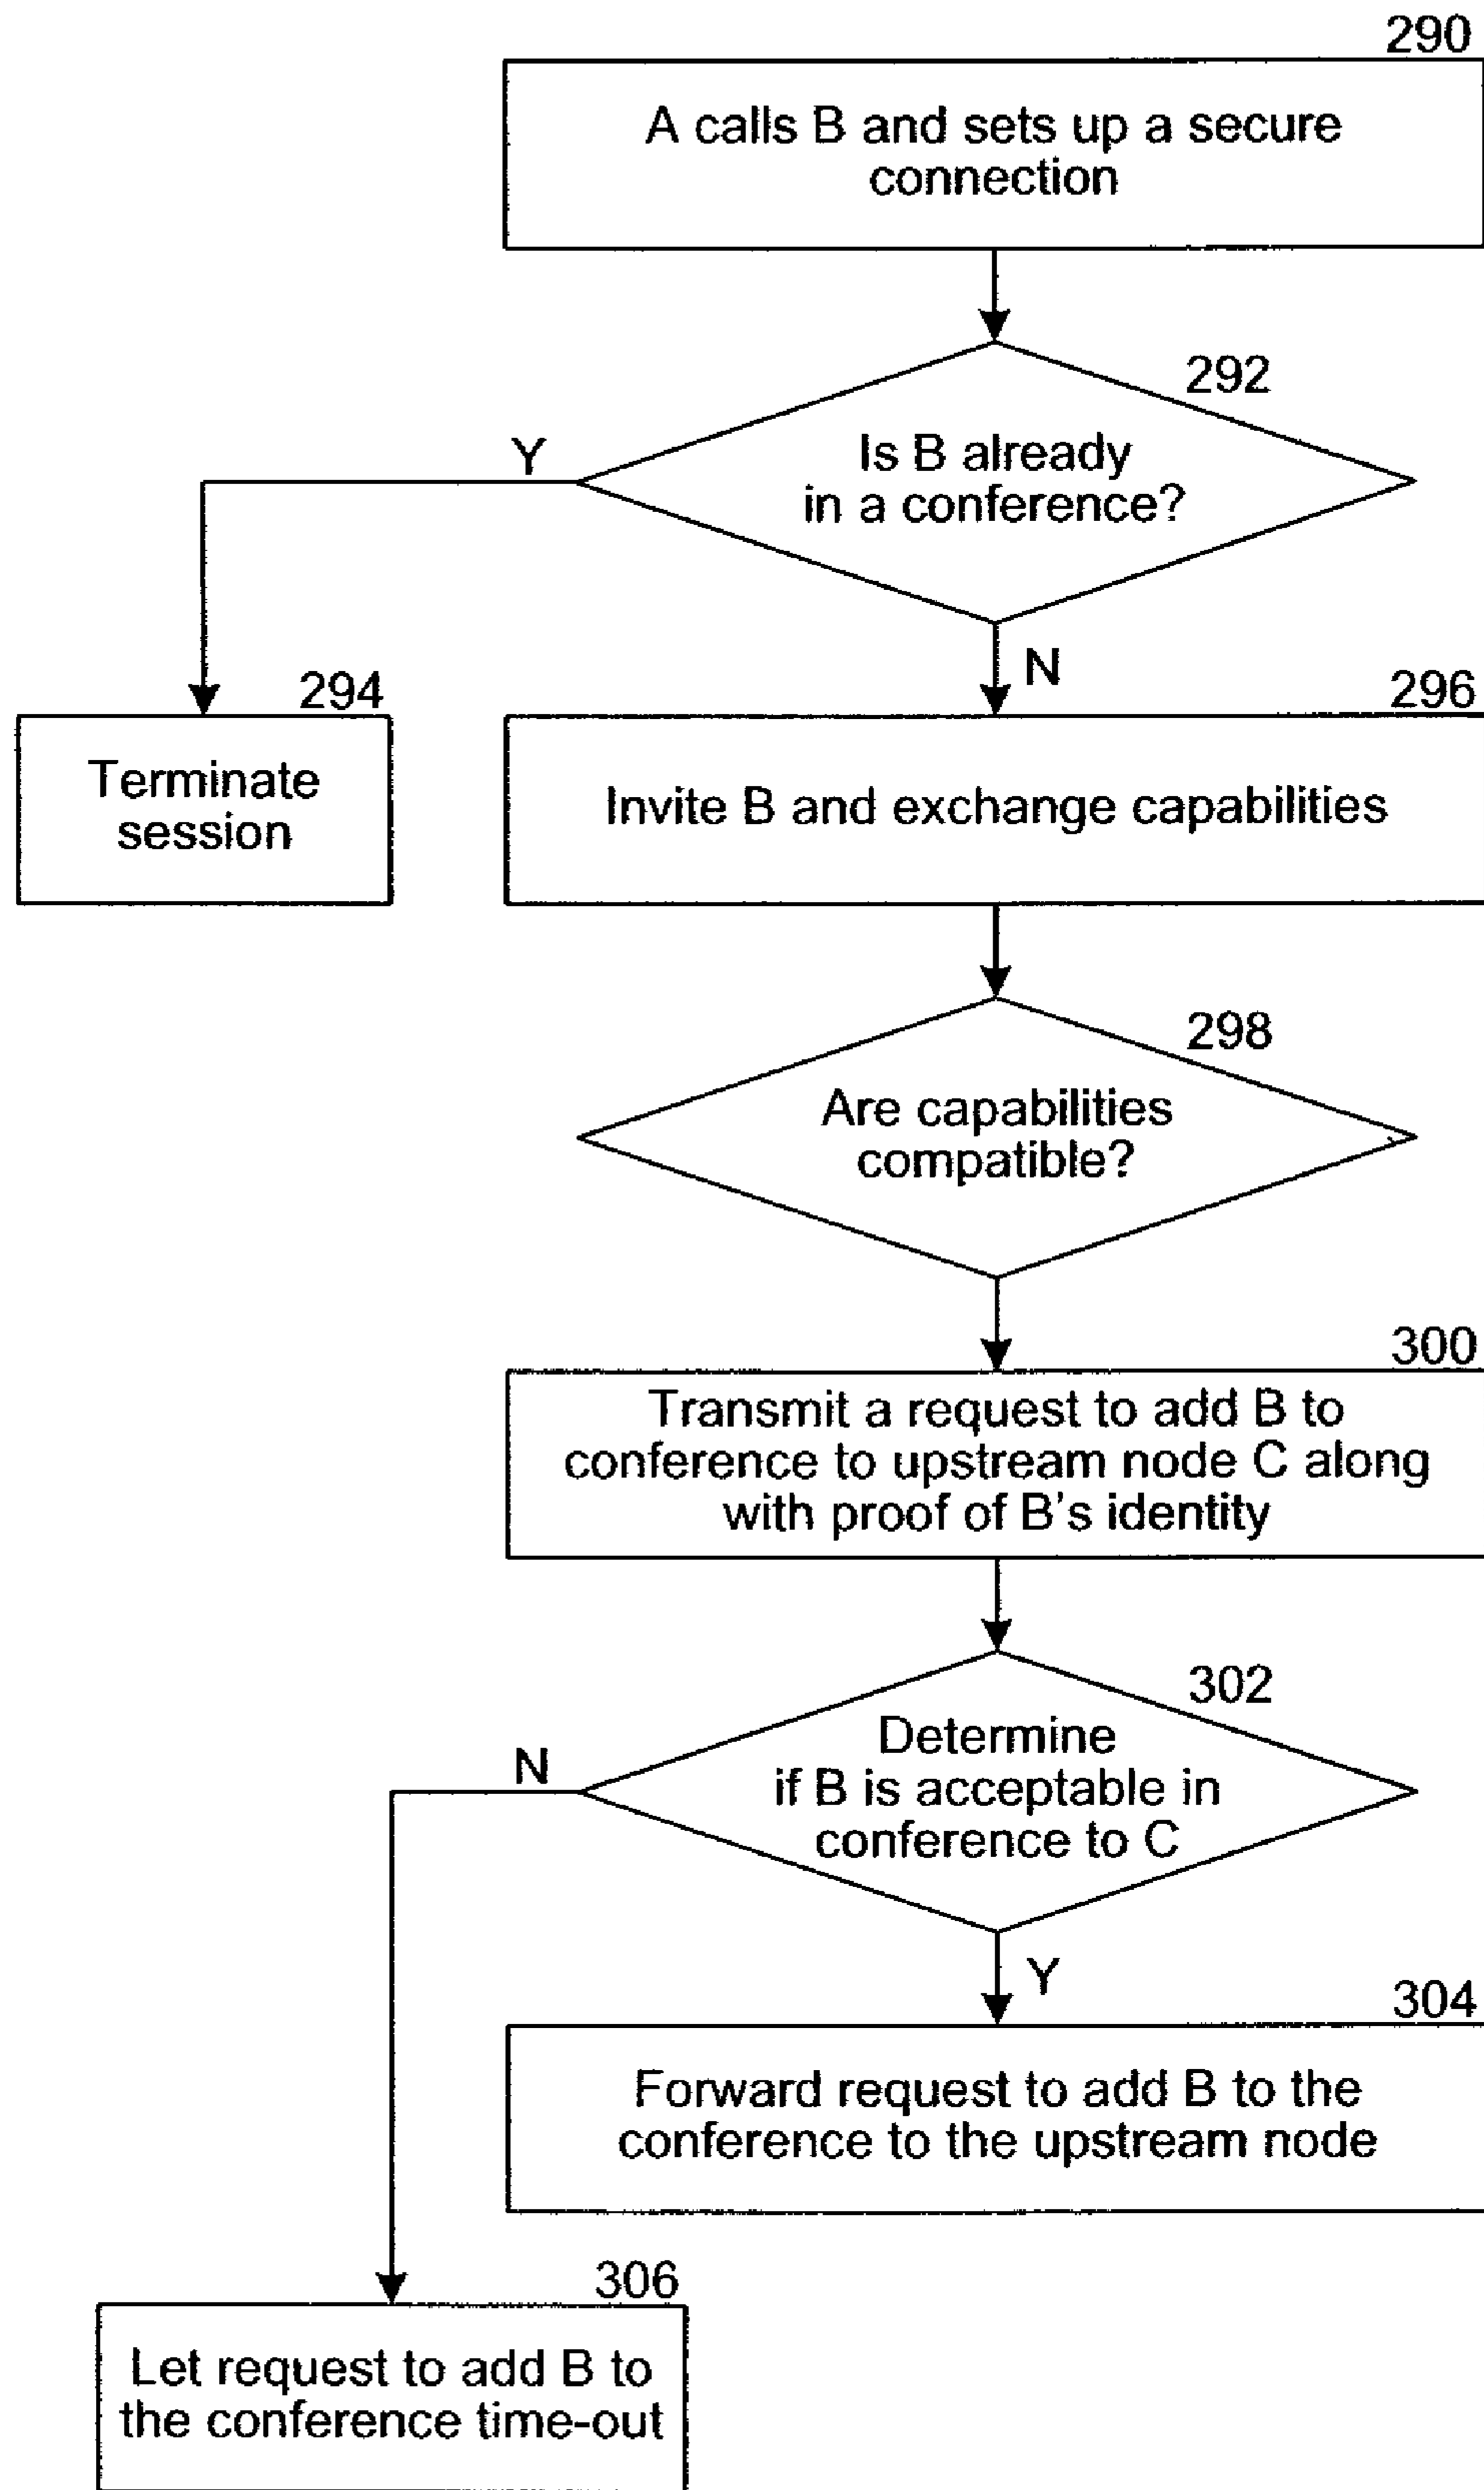 290
A calls B and sets up a secure
connection
292
Is B already
in a conference?
Y
N
294
Terminate
session
296
Invite B and exchange capabilities
298
Are capabilities
compatible?
300
Transmit a request to add B to
conference to upstream node C along
with proof of B's identity
302
Determine
if B is acceptable in
conference to C
N
Y
304
Forward request to add B to the
conference to the upstream node
306
Let request to add B to
the conference time-out